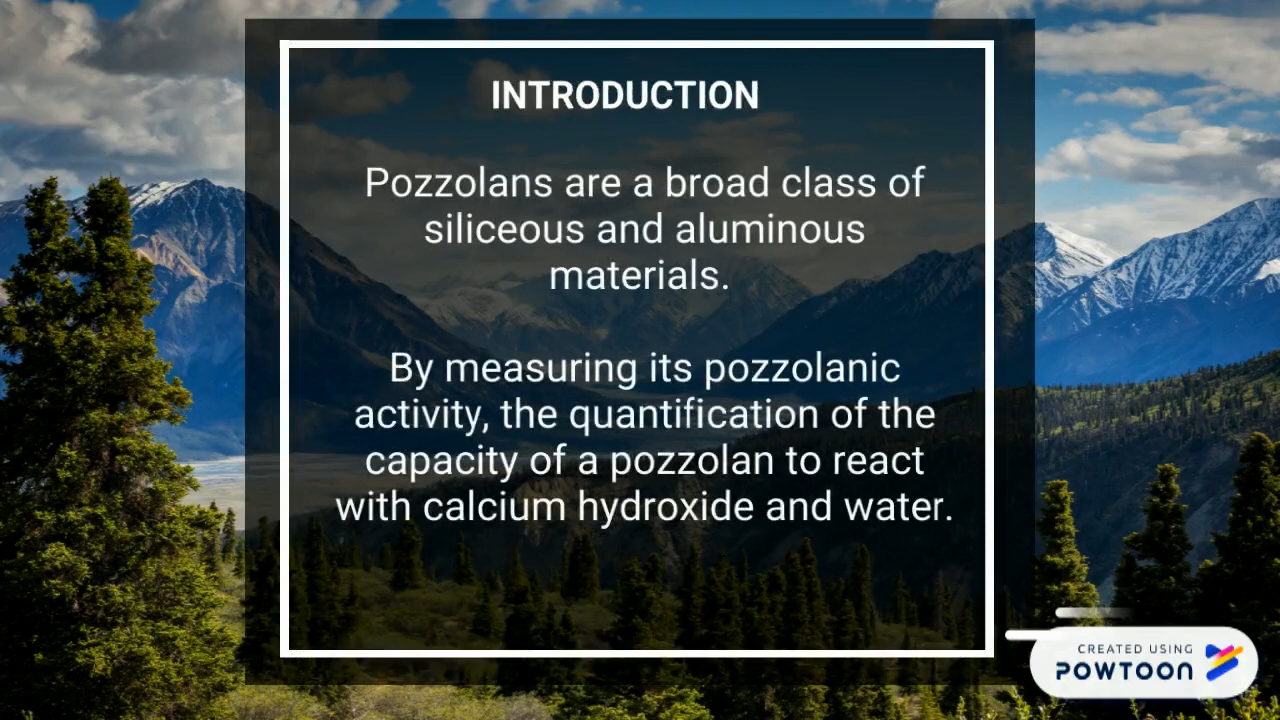 INTRODUCTION
Pozzolans are a broad class of
siliceous and aluminous
materials.
By measuring its pozzolanic
activity, the quantification of the
capacity of a pozzolan to react
with calcium hydroxide and water.
CREATED USING
POWTOON